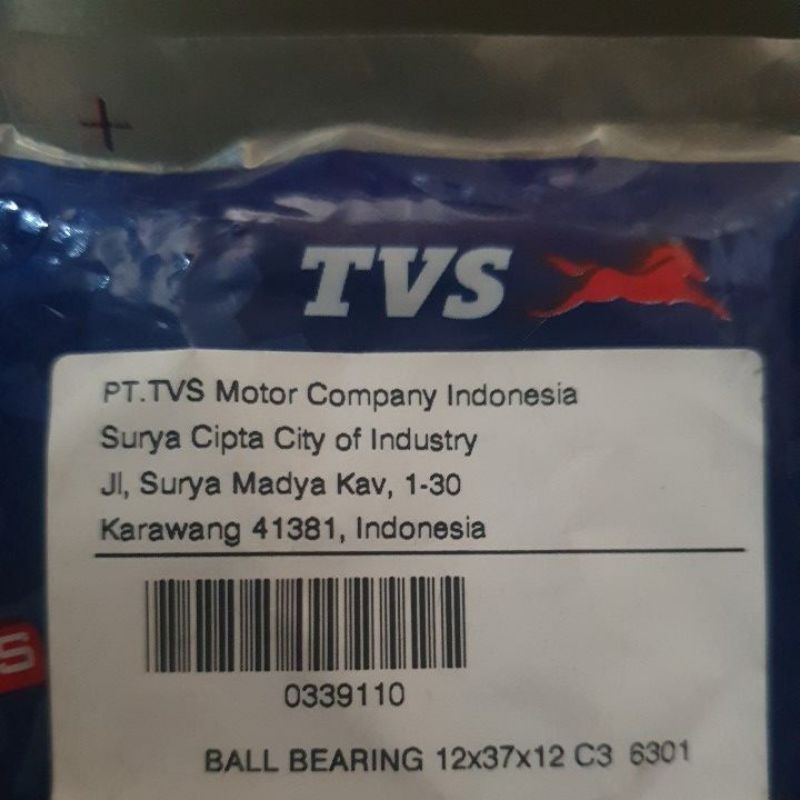 TVS
PT.TVS Motor Company Indonesia
Surya Cipta City of Industry
Jl, Surya Madya Kav, 1-30
Karawang 41381, Indonesia
S
0339110
BALL BEARING 12x37x12 C3 6301